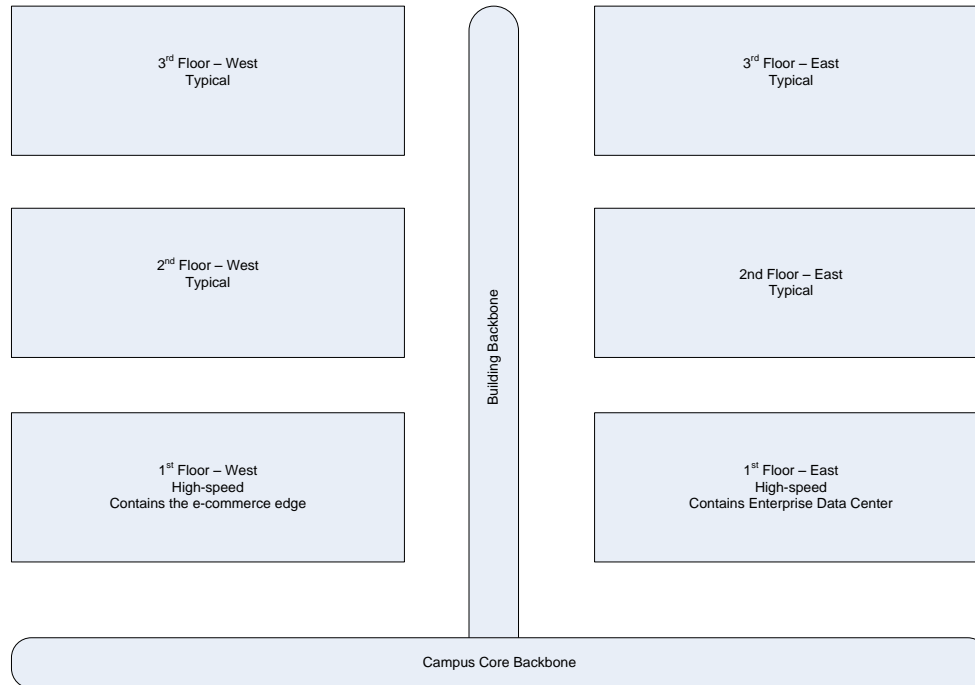 3rd Floor – West
Typical
3rd Floor – East
Typical
2nd Floor – West
Typical
2nd Floor – East
Typical
Building Backbone
1st Floor – West
High-speed
Contains the e-commerce edge
1st Floor – East
High-speed
Contains Enterprise Data Center
Campus Core Backbone